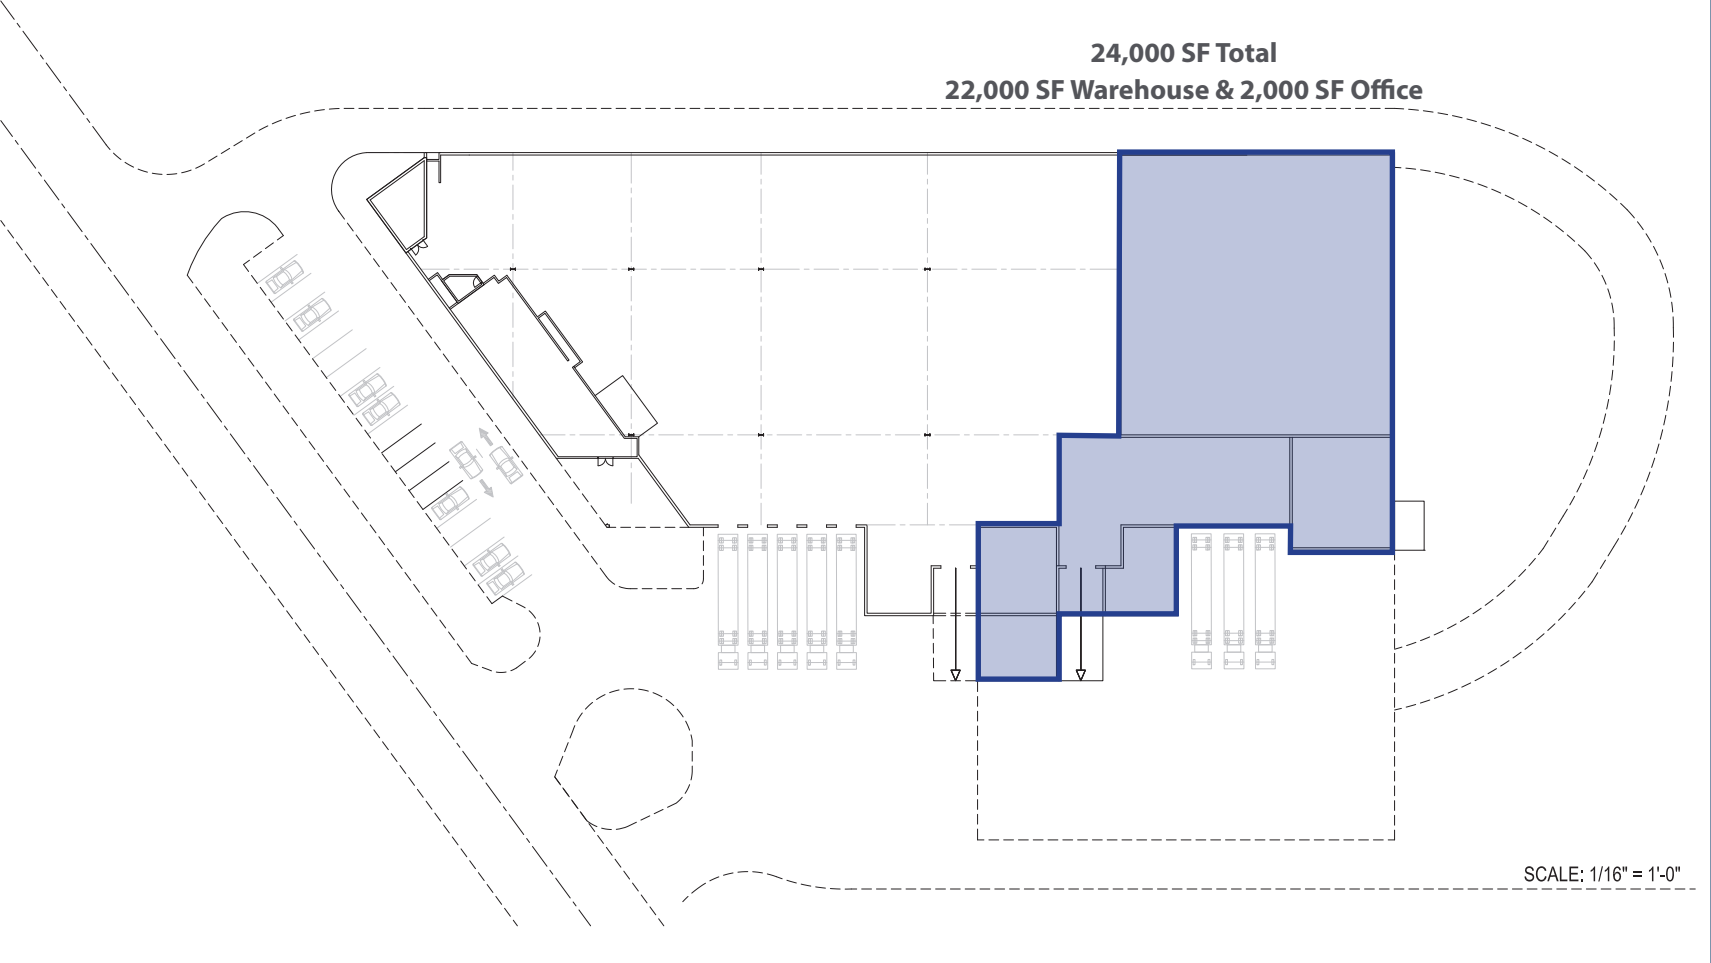 24,000 SF Total
22,000 SF Warehouse & 2,000 SF Office
SCALE: 1/16" = 1'-0"